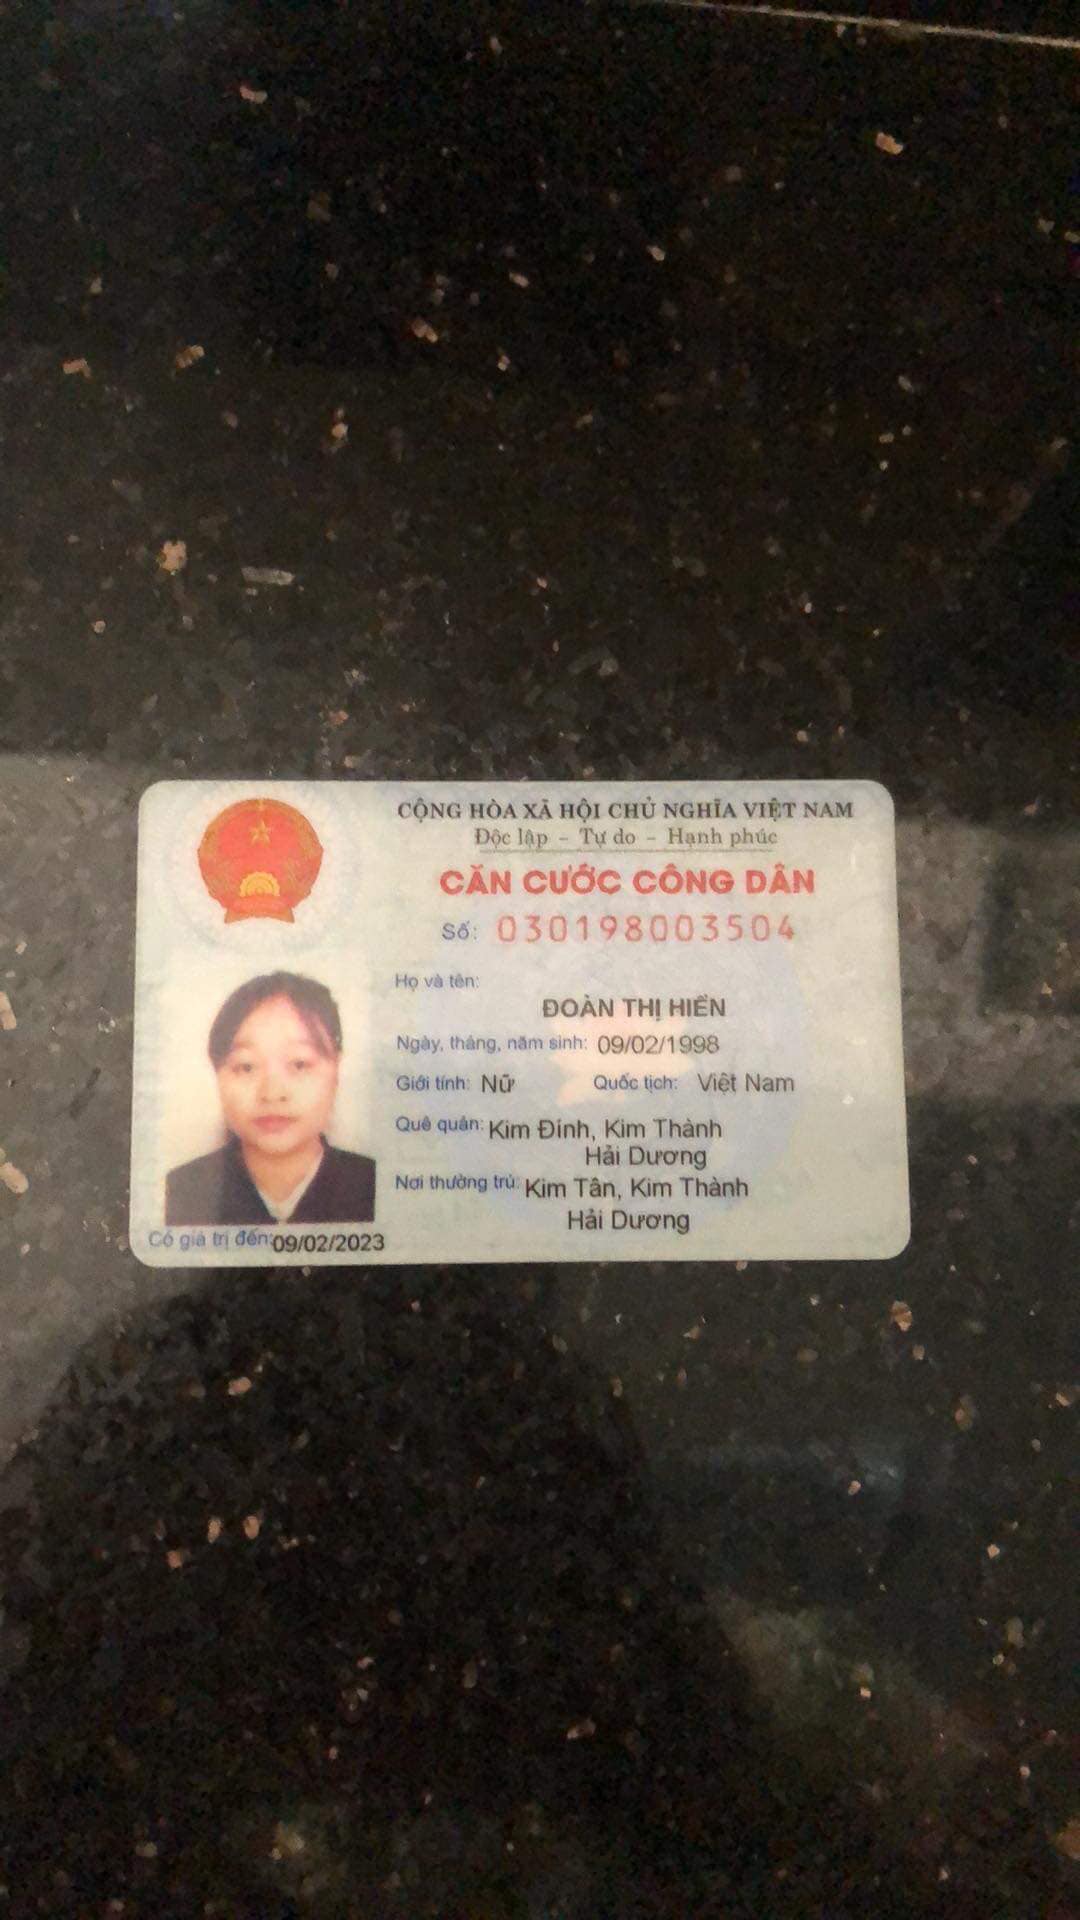 CỘNG HÒA XÃ HỘI CHỦ NGHĨA VIỆT NAM
Độc lập - Tự do - Hạnh phúc
CĂN CƯỚC CÔNG DÂN
Số: 030198003504
Họ và tên:
ĐOÀN THỊ HIỀN
Ngày, tháng, năm sinh: 09/02/1998
Giới tính: Nữ Quốc tịch: Việt Nam
Quê quán: Kim Đính, Kim Thành
Hải Dương
Nơi thường trú: Kim Tân, Kim Thành
Hải Dương
Có giá trị đến: 09/02/2023